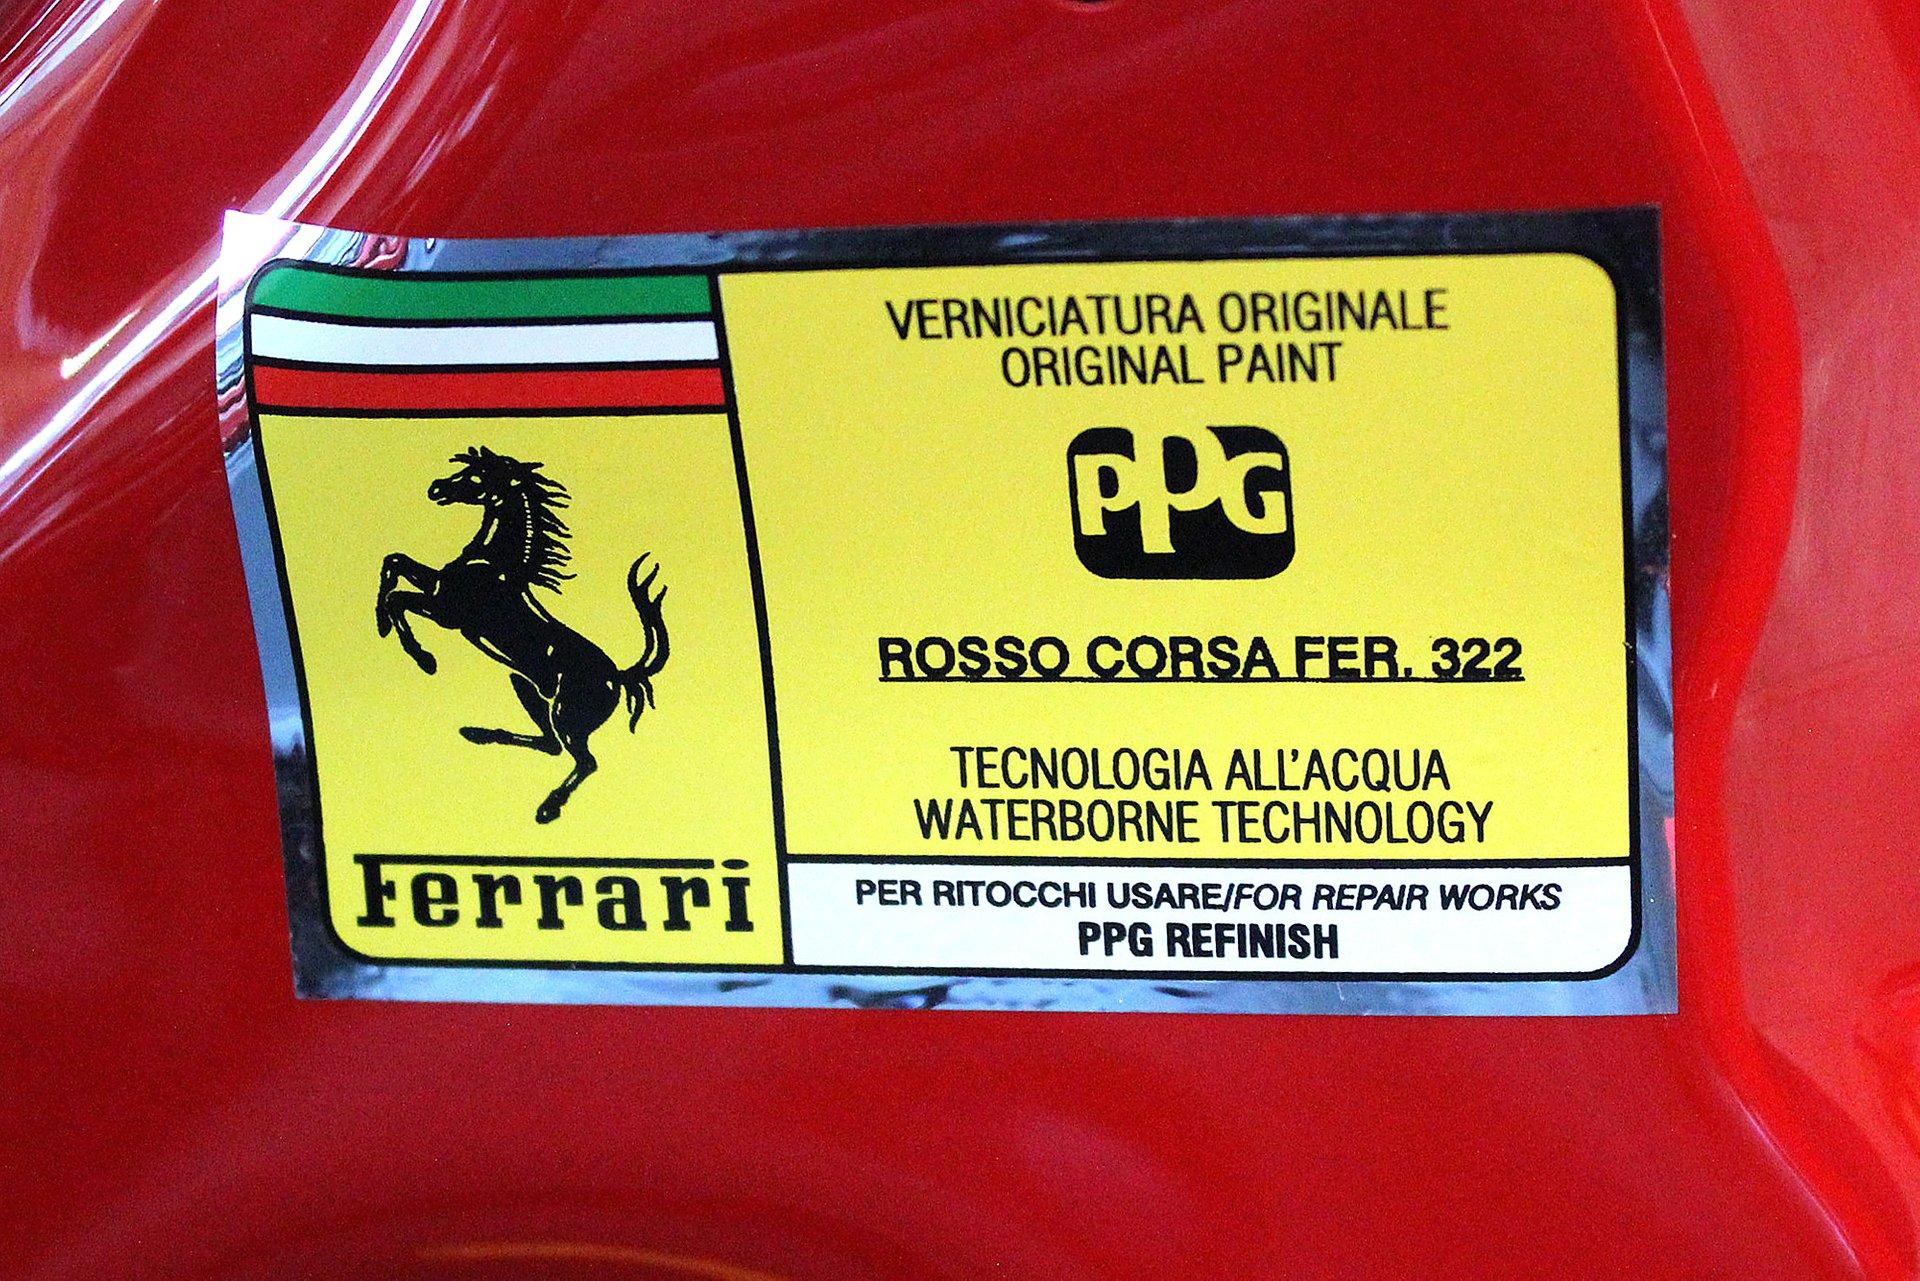 Ferrari
VERNICIATURA ORIGINALE
ORIGINAL PAINT
PPG
ROSSO CORSA FER. 322
TECNOLOGIA ALL'ACQUA
WATERBORNE TECHNOLOGY
PER RITOCCHI USARE/FOR REPAIR WORKS
PPG REFINISH